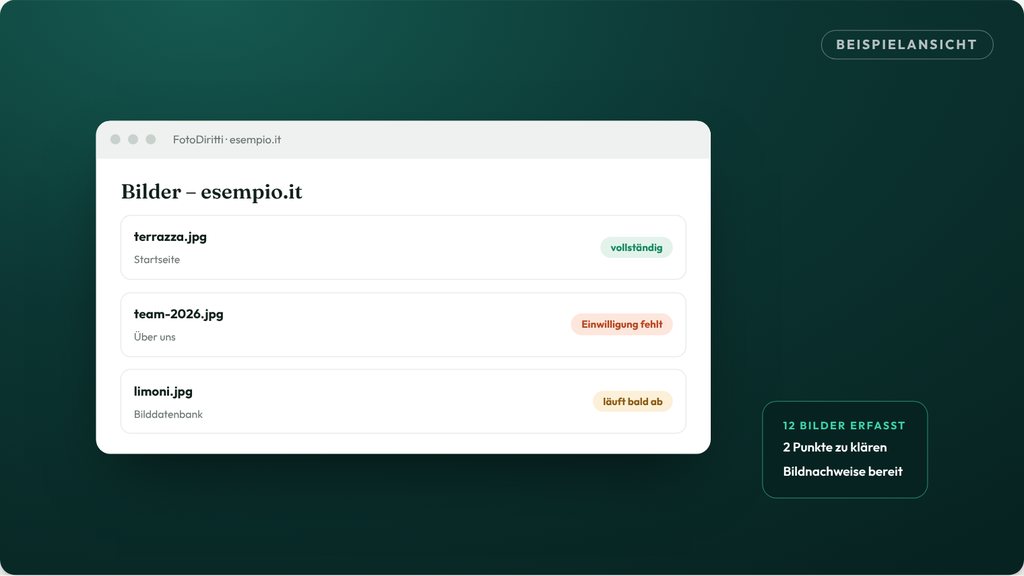 BEISPIELANSICHT
FotoDiritti · esempio.it
Bilder – esempio.it
terrazza.jpg
Startseite
vollständig
team-2026.jpg
Über uns
Einwilligung fehlt
limoni.jpg
Bilddatenbank
läuft bald ab
12 BILDER ERFASST
2 Punkte zu klären
Bildnachweise bereit